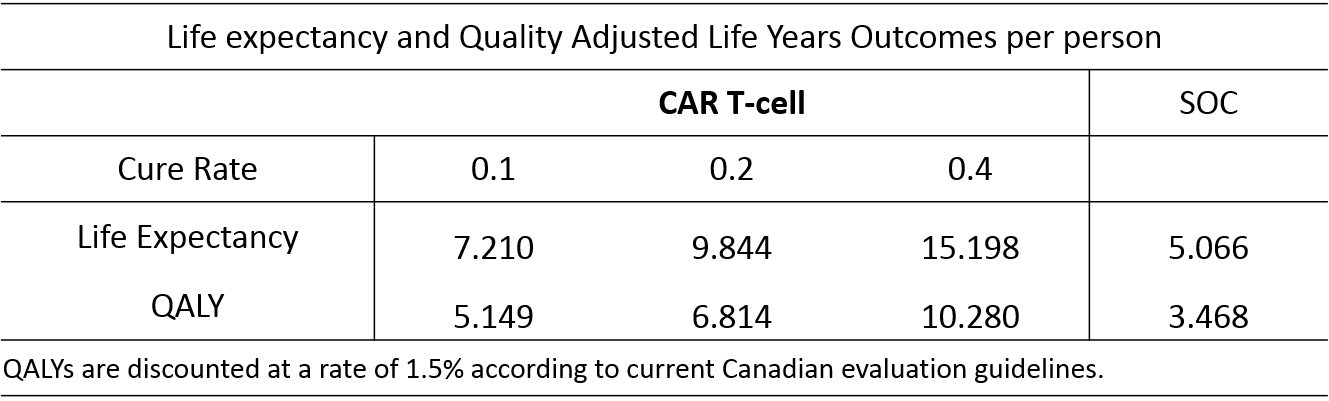 Life expectancy and Quality Adjusted Life Years Outcomes per person
CAR T-cell SOC
Cure Rate 0.1 0.2 0.4
Life Expectancy 7.210 9.844 15.198 5.066
QALY 5.149 6.814 10.280 3.468
QALYs are discounted at a rate of 1.5% according to current Canadian evaluation guidelines.